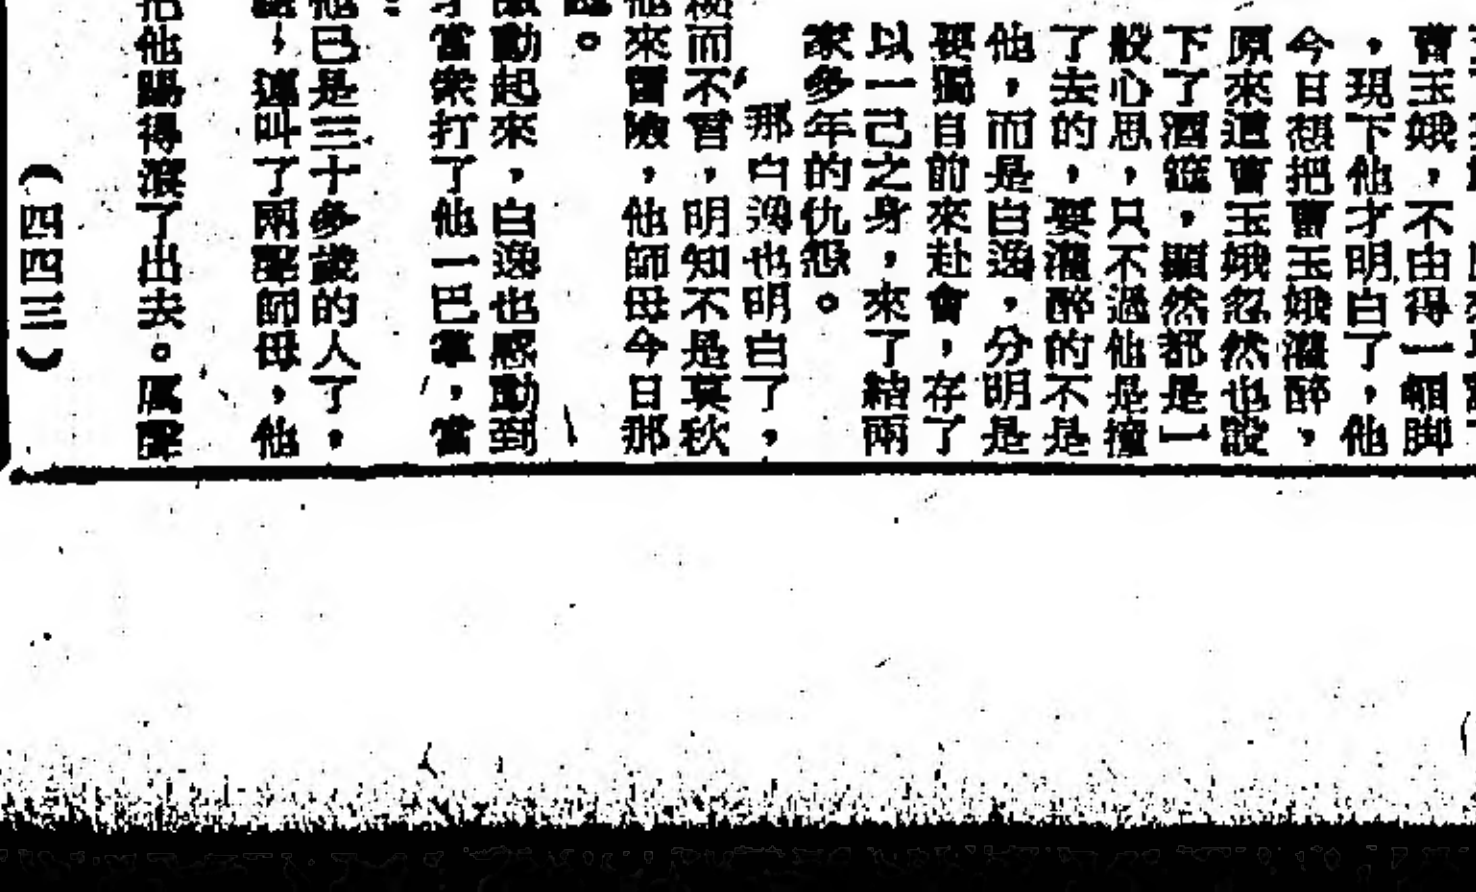 曹玉娥，不由得一個脚
，現下他才明白了，他
今日想把曹玉娥灌醉，
原來這曹玉娥忽然也設
下了酒筵，顯然都是一
般心思，只不過他是撞
了去的，要灌醉的不是
他，而是白逸，分明是
要獨自前來赴會，存了
以一己之身，來了結兩
家多年的仇怨。
那白逸也明白了，
而不宣，明知不是莫秋
他來冒險，他師母今日那
。
動起來，白逸也感動到
才當衆打了他一巴掌，當
他已是三十多歲的人了，
，連叫了兩聲師母，他
把他踢得滾了出去。厲聲
（四四三）